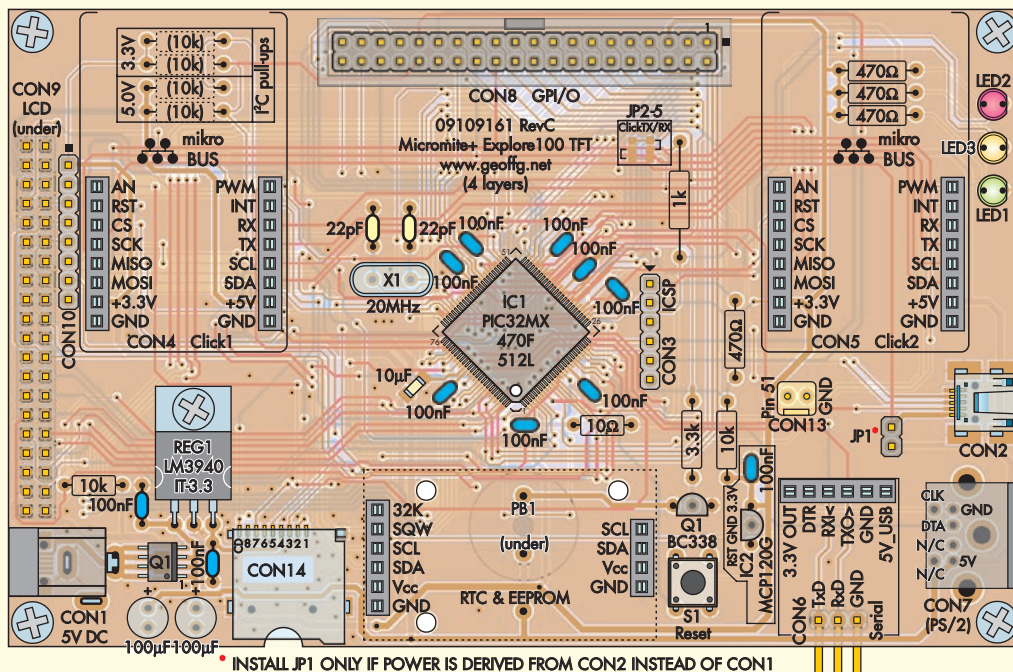 CON9
LCD
(under)
3.3V
5.0V
(10k)
(10k)
(10k)
(10k)
I²C pull-ups
mikro
BUS
AN
RST
CS
SCK
MISO
MOSI
+3.3V
GND
PWM
INT
RX
TX
SCL
SDA
+5V
GND
CON4 Click1
CON10
1
CON8 GPI/O
09109161 RevC
Micromite+ Explore100 TFT
www.geoffg.net
(4 layers)
JP2-5
ClickTX/RX
1k
22pF
22pF
100nF
100nF
100nF
100nF
100nF
X1
20MHz
51
26
76
1
IC1
PIC32MX
470F
512L
ICSP
CON3
10µF
100nF
100nF
100nF
10Ω
470Ω
470Ω
470Ω
LED2
LED3
LED1
mikro
BUS
AN
RST
CS
SCK
MISO
MOSI
+3.3V
GND
PWM
INT
RX
TX
SCL
SDA
+5V
GND
CON5 Click2
470Ω
Pin 51
GND
CON13
JP1
CON2
REG1
LM3940
IT3.3
10k
100nF
Q1
100nF
87654321
CON14
CON1
5V DC
+
-
+
100µF
100µF
32K
SQW
SCL
SDA
Vcc
GND
PB1
(under)
RTC & EEPROM
SCL
SDA
Vcc
GND
3.3k
10k
100nF
Q1
BC338
RST GND 3.3V
IC2
MCP120G
S1
Reset
3.3V OUT
DTR
RXI<
TXO>
GND
5V_USB
CON6
TxD
RxD
GND
Serial
CLK
DTA
N/C
N/C
GND
5V
CON7
(PS/2)
* INSTALL JP1 ONLY IF POWER IS DERIVED FROM CON2 INSTEAD OF CON1